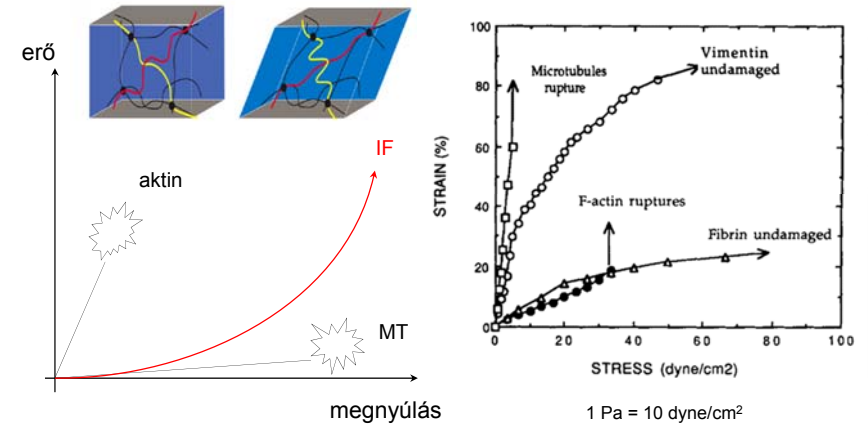 erő
aktin
IF
MT
megnyúlás
STRAIN (%)
100
80
60
40
20
0
Microtubules
rupture
Vimentin
undamaged
F-actin ruptures
Fibrin undamaged
0 20 40 60 80 100
STRESS (dyne/cm2)
1 Pa = 10 dyne/cm²